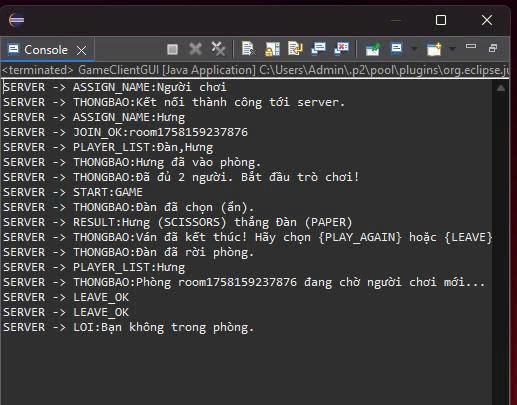 Console
<terminated> GameClientGUI [Java Application] C:\Users\Admin\.p2\pool\plugins\org.eclipse.ju
SERVER -> ASSIGN_NAME:Người chơi
SERVER -> THONGBAO:Kết nối thành công tới server.
SERVER -> ASSIGN_NAME:Hưng
SERVER -> JOIN_OK:room1758159237876
SERVER -> PLAYER_LIST:Đàn,Hưng
SERVER -> THONGBAO:Hưng đã vào phòng.
SERVER -> THONGBAO:Đã đủ 2 người. Bắt đầu trò chơi!
SERVER -> START:GAME
SERVER -> THONGBAO:Đàn đã chọn (ẩn).
SERVER -> RESULT:Hưng (SCISSORS) thắng Đàn (PAPER)
SERVER -> THONGBAO:Ván đã kết thúc! Hãy chọn {PLAY_AGAIN} hoặc {LEAVE}
SERVER -> THONGBAO:Đàn đã rời phòng.
SERVER -> PLAYER_LIST:Hưng
SERVER -> THONGBAO:Phòng room1758159237876 đang chờ người chơi mới...
SERVER -> LEAVE_OK
SERVER -> LEAVE_OK
SERVER -> LOI:Bạn không trong phòng.